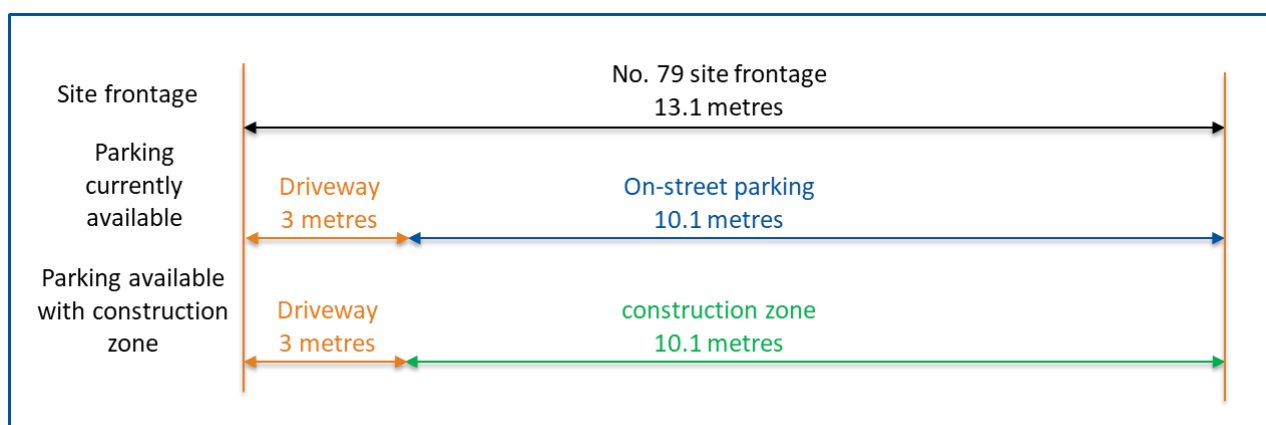 Site frontage
No. 79 site frontage
13.1 metres
Parking
currently
available
Driveway
3 metres
On-street parking
10.1 metres
Parking available
with construction
zone
Driveway
3 metres
construction zone
10.1 metres